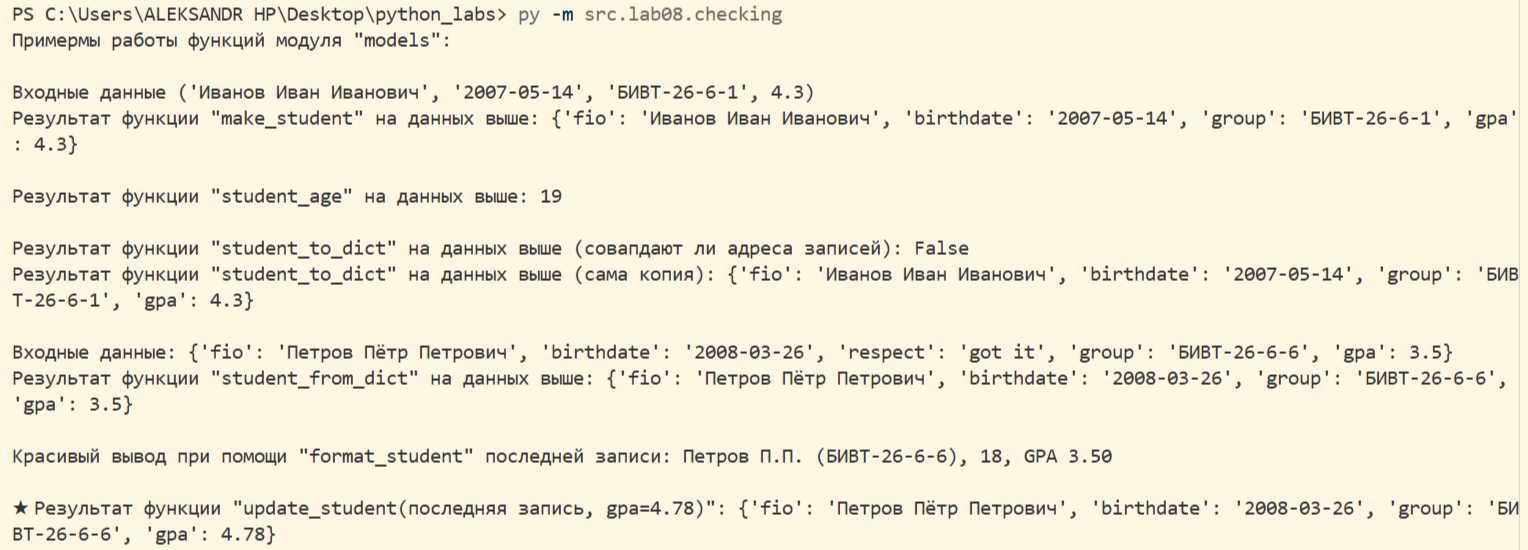 PS C:\Users\ALEKSANDR HP\Desktop\python_labs> py -m src.lab08.checking
Примермы работы функций модуля "models":
Входные данные ('Иванов Иван Иванович', '2007-05-14', 'БИВТ-26-6-1', 4.3)
Результат функции "make_student" на данных выше: {'fio': 'Иванов Иван Иванович', 'birthdate': '2007-05-14', 'group': 'БИВТ-26-6-1', 'gpa'
: 4.3}
Результат функции "student_age" на данных выше: 19
Результат функции "student_to_dict" на данных выше (совапдают ли адреса записей): False
Результат функции "student_to_dict" на данных выше (сама копия): {'fio': 'Иванов Иван Иванович', 'birthdate': '2007-05-14', 'group': 'БИВ
Т-26-6-1', 'gpa': 4.3}
Входные данные: {'fio': 'Петров Пётр Петрович', 'birthdate': '2008-03-26', 'respect': 'got it', 'group': 'БИВТ-26-6-6', 'gpa': 3.5}
Результат функции "student_from_dict" на данных выше: {'fio': 'Петров Пётр Петрович', 'birthdate': '2008-03-26', 'group': 'БИВТ-26-6-6',
'gpa': 3.5}
Красивый вывод при помощи "format_student" последней записи: Петров П.П. (БИВТ-26-6-6), 18, GPA 3.50
★ Результат функции "update_student(последняя запись, gpa=4.78)": {'fio': 'Петров Пётр Петрович', 'birthdate': '2008-03-26', 'group': 'БИ
ВТ-26-6-6', 'gpa': 4.78}